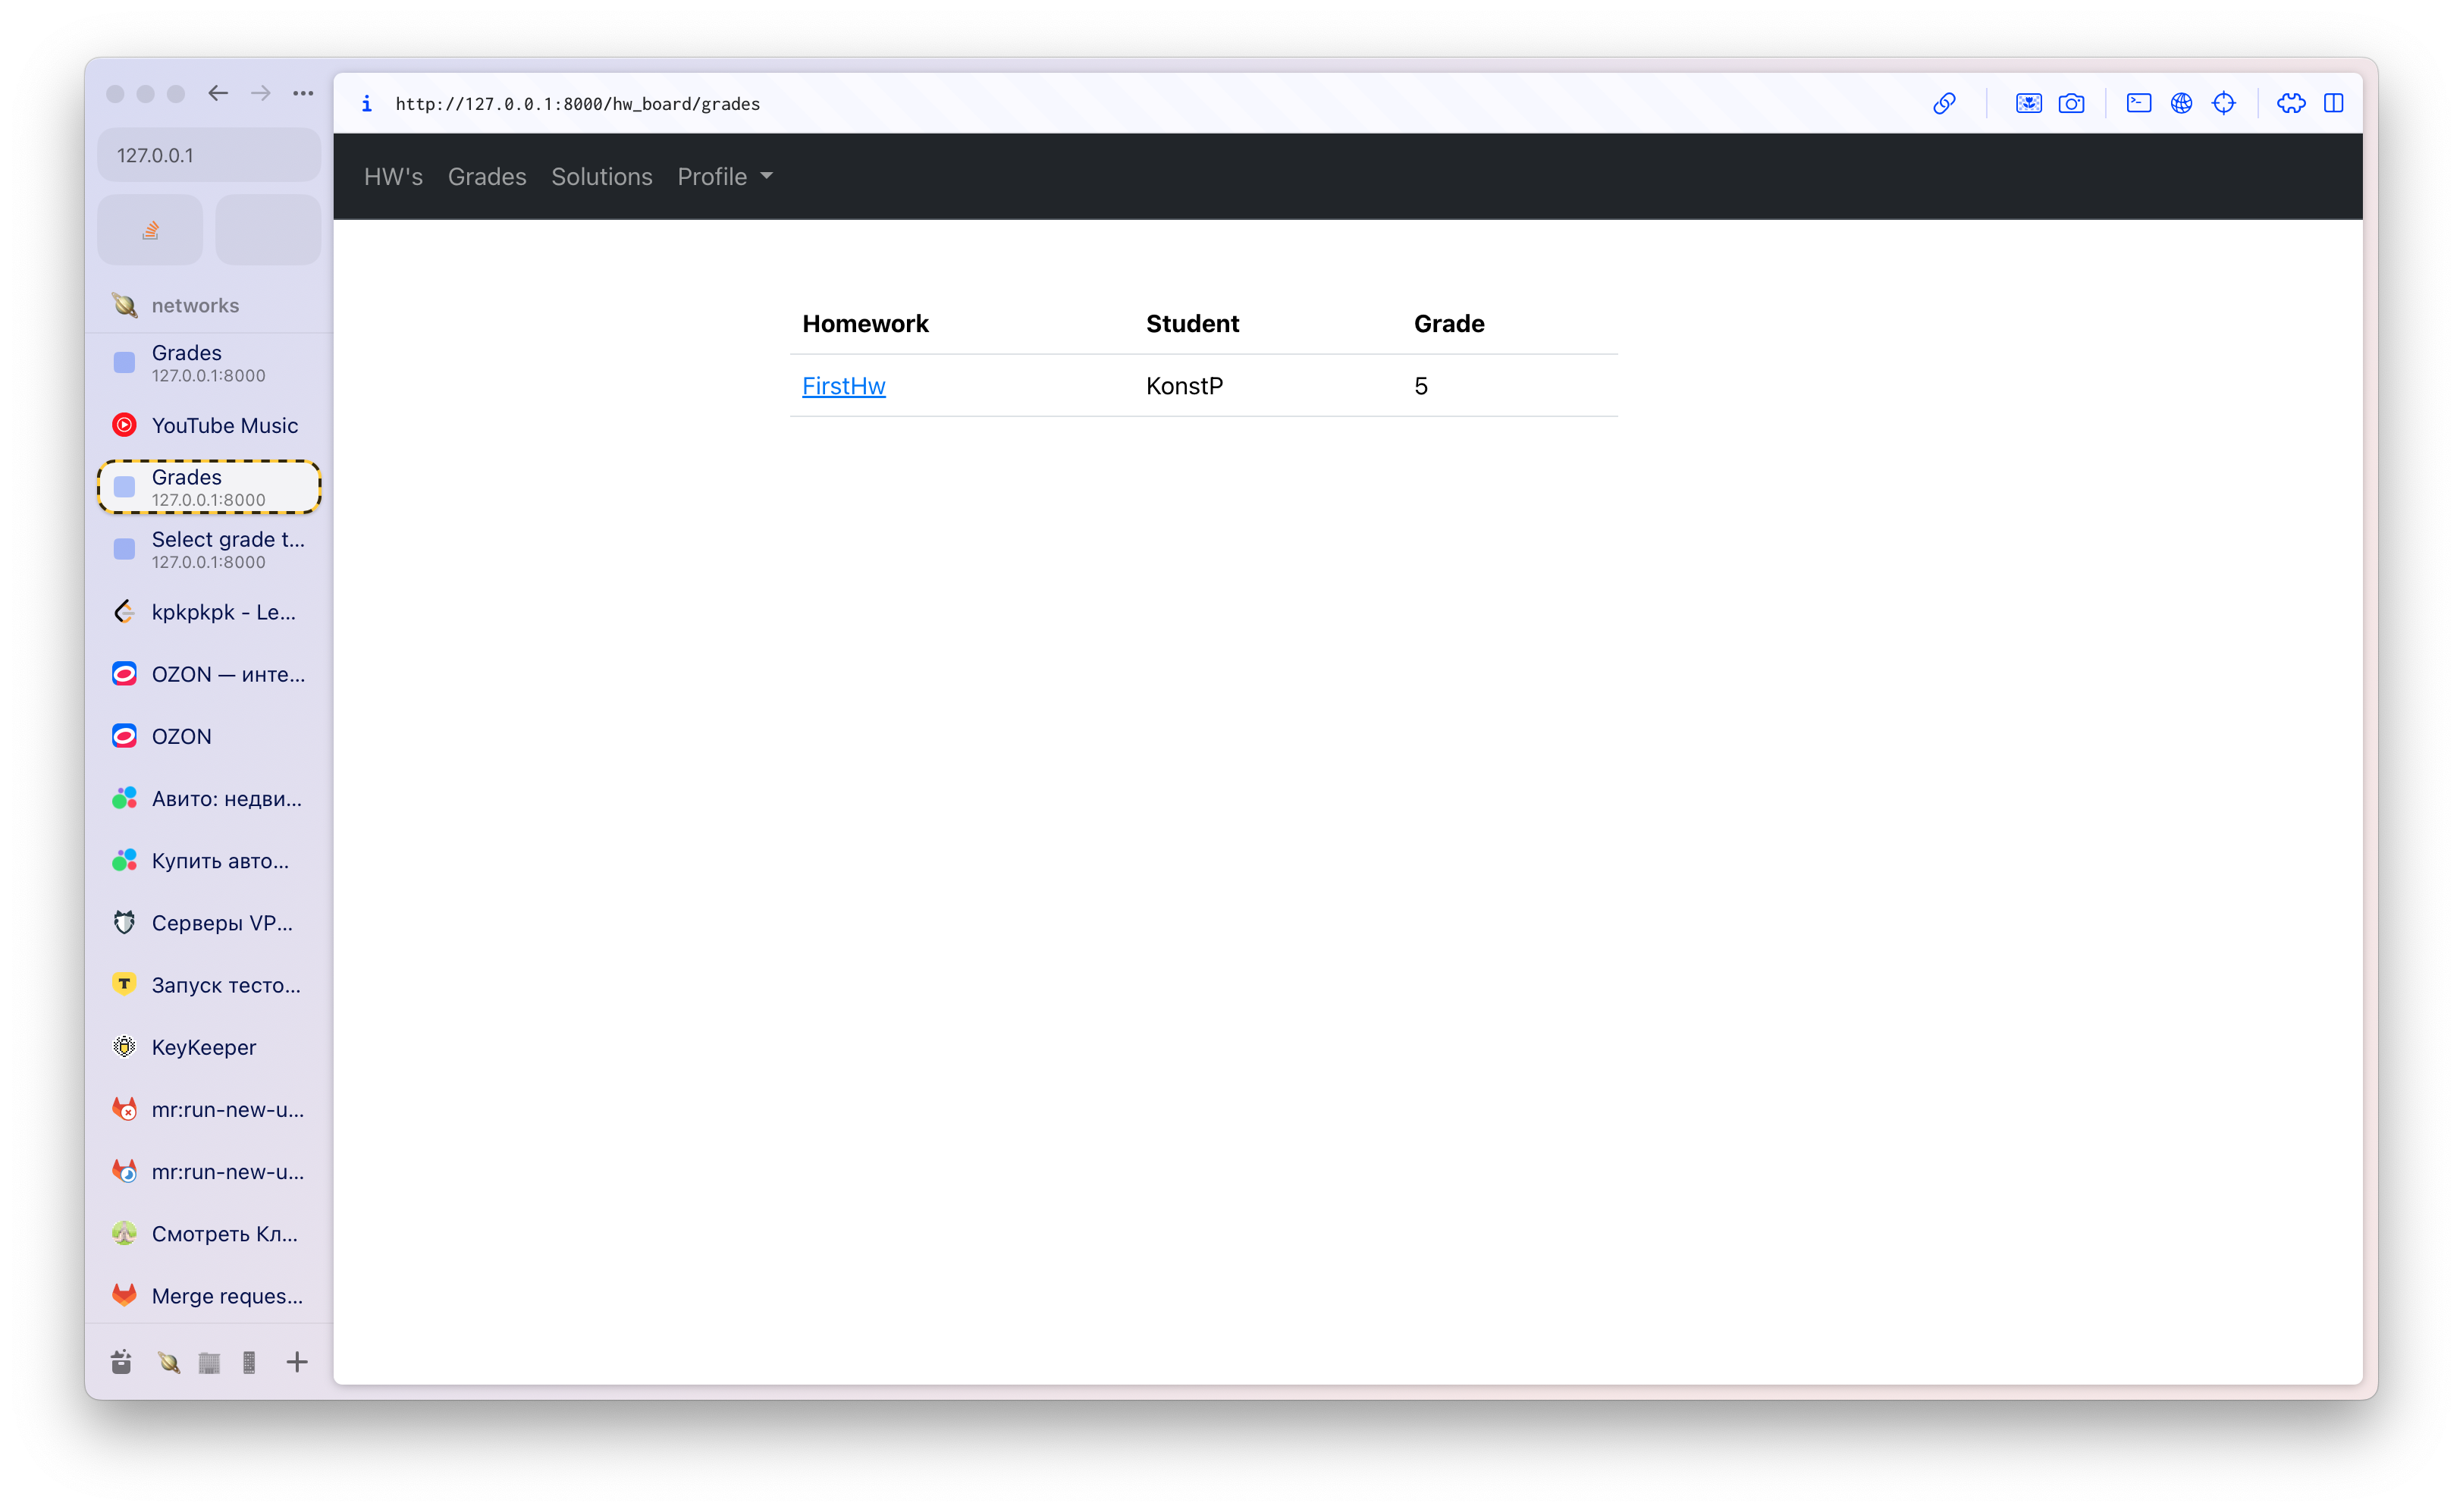 127.0.0.1
networks
Grades
127.0.0.1:8000
YouTube Music
Grades
127.0.0.1:8000
Select grade t...
127.0.0.1:8000
kpkpkpk - Le...
OZON — инте...
OZON
Авито: недви...
Купить авто...
Серверы VP...
Запуск тесто...
KeyKeeper
mr:run-new-u...
mr:run-new-u...
Смотреть Кл...
Merge reques...
http://127.0.0.1:8000/hw_board/grades
HW's Grades Solutions Profile
Homework Student Grade
FirstHw KonstP 5